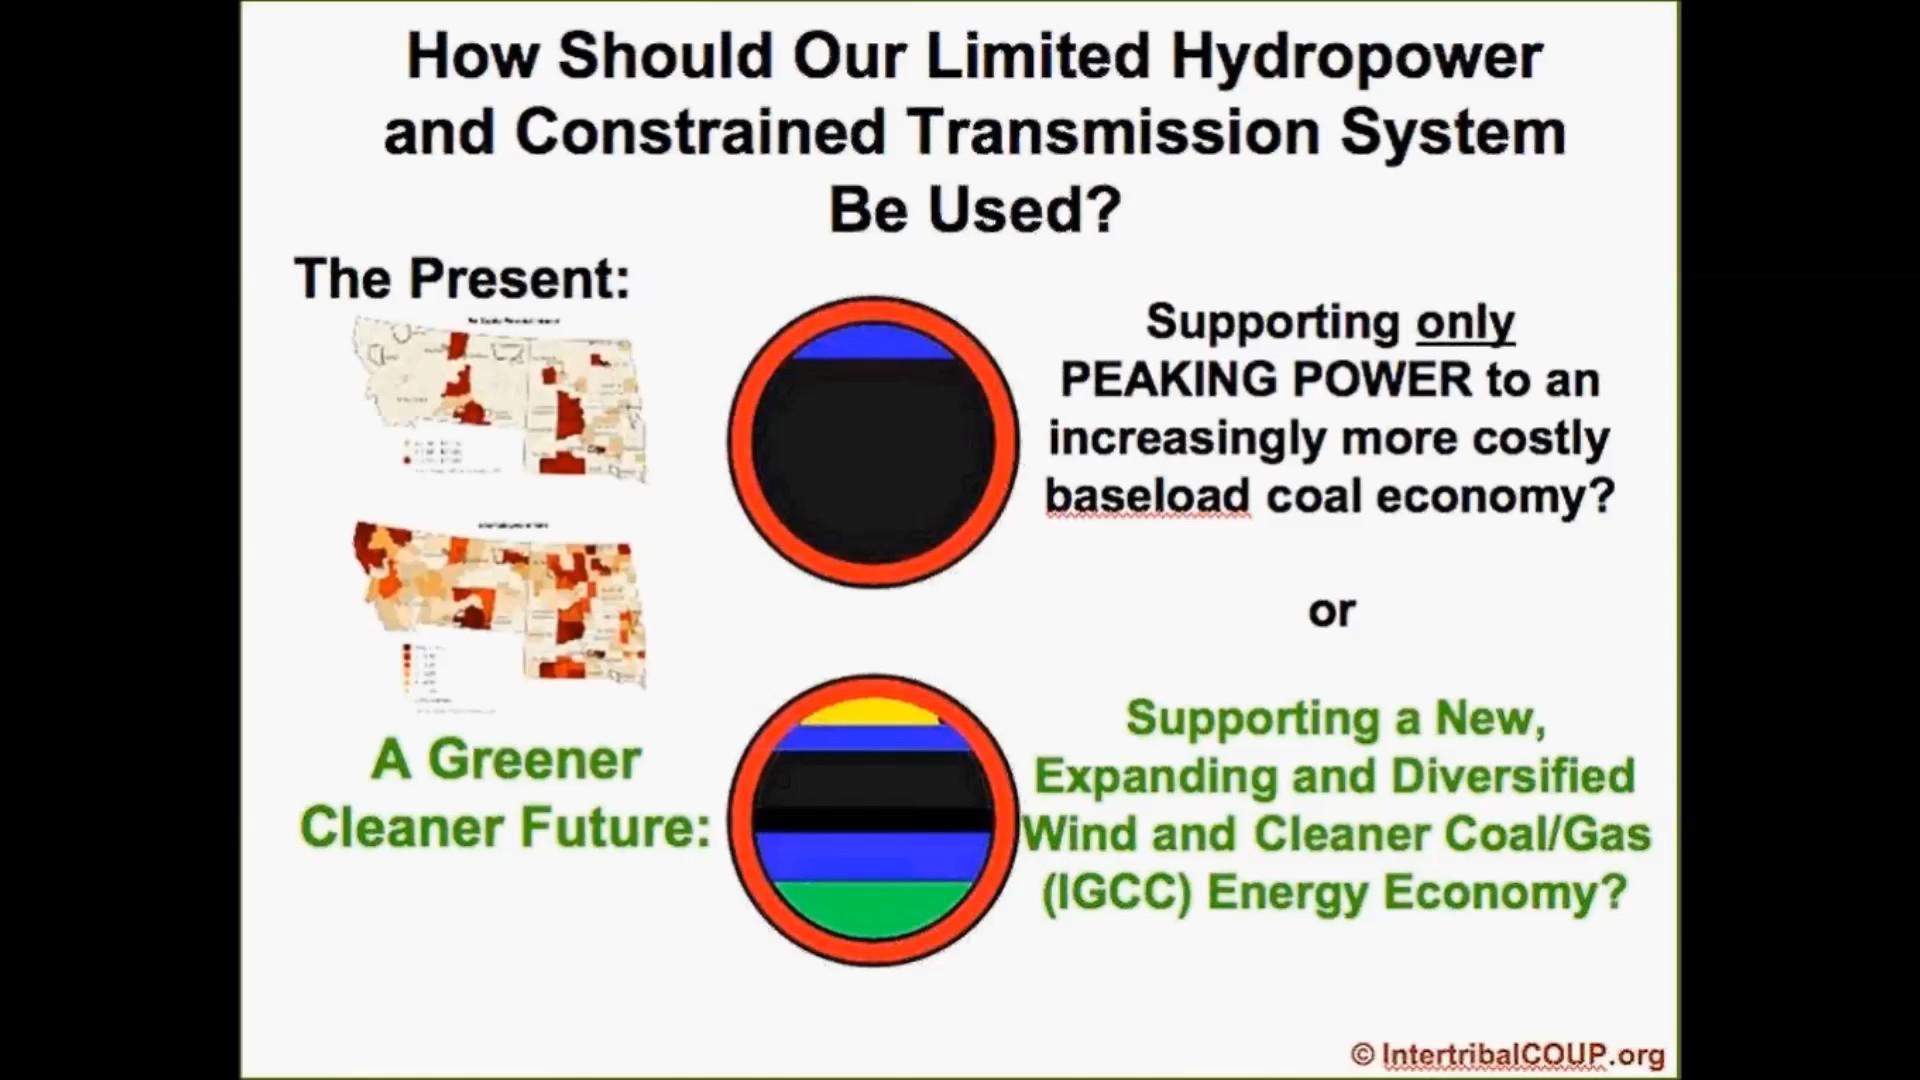 How Should Our Limited Hydropower
and Constrained Transmission System
Be Used?
The Present:
Supporting only
PEAKING POWER to an
increasingly more costly
baseload coal economy?
or
A Greener
Cleaner Future:
Supporting a New,
Expanding and Diversified
Wind and Cleaner Coal/Gas
(IGCC) Energy Economy?
© IntertribalCOUP.org